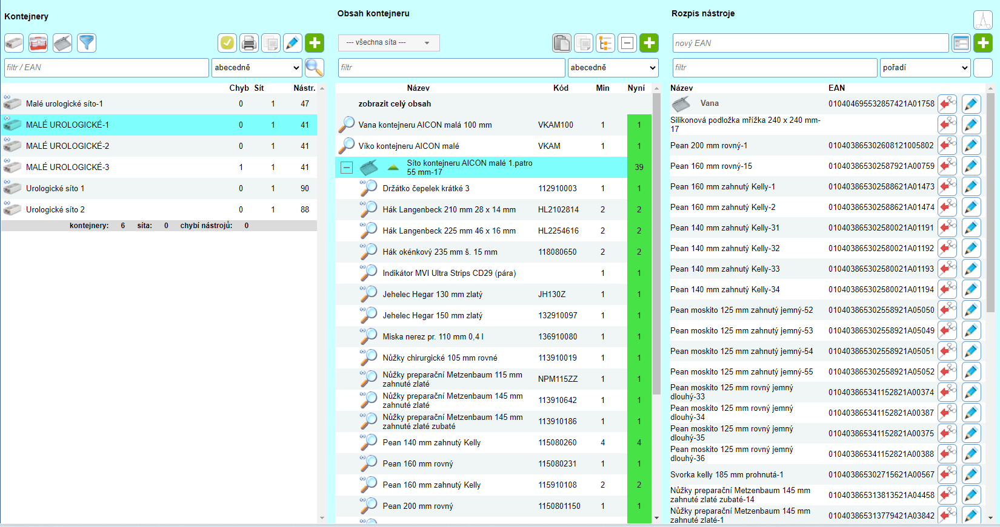 Kontejnery
filtr / EAN
abecedně
Chyb Sít Nástr.
Malé urologické síto-1 0 1 47
MALÉ UROLOGICKÉ-1 0 1 41
MALÉ UROLOGICKÉ-2 0 1 41
MALÉ UROLOGICKÉ-3 1 1 41
Urologické síto 1 0 1 90
Urologické síto 2 0 1 88
kontejnery: 6 síta: 0 chybí nástrojů: 0
Obsah kontejneru
--- všechna síta ---
filtr
abecedně
Název Kód Min Nyní
zobrazit celý obsah
Vana kontejneru AICON malá 100 mm VKAM100 1 1
Víko kontejneru AICON malé VKAM 1 1
Síto kontejneru AICON malé 1.patro
55 mm-17 39
Držátko čepelek krátké 3 112910003 1 1
Hák Langenbeck 210 mm 28 x 14 mm HL2102814 2 2
Hák Langenbeck 225 mm 46 x 16 mm HL2254616 2 2
Hák okénkový 235 mm š. 15 mm 118080650 2 2
Indikátor MVI Ultra Strips CD29 (pára) 1 1
Jehelec Hegar 130 mm zlatý JH130Z 1 1
Jehelec Hegar 150 mm zlatý 132910097 1 1
Miska nerez pr. 110 mm 0,4 l 136910080 1 1
Nůžky chirurgické 105 mm rovné 113910019 1 1
Nůžky preparační Metzenbaum 115 mm
zahnuté zlaté NPM115ZZ 1 1
Nůžky preparační Metzenbaum 145 mm
zahnuté zlaté 113910642 1 1
Nůžky preparační Metzenbaum 145 mm
zahnuté zlaté zubaté 113910186 1 1
Pean 140 mm zahnutý Kelly 115080260 4 4
Pean 160 mm rovný 115080231 1 1
Pean 160 mm zahnutý Kelly 115910108 2 2
Pean 200 mm rovný 1150801150 1 1
Rozpis nástroje
nový EAN
filtr
pořadí
Název EAN
Vana 010404695532857421A01758
Silikonová podložka mřížka 240 x 240 mm-
17
Pean 200 mm rovný-1 010403865302608121005802
Pean 160 mm rovný-15 010403865302587921A00759
Pean 160 mm zahnutý Kelly-1 010403865302588621A01473
Pean 160 mm zahnutý Kelly-2 010403865302588621A01474
Pean 140 mm zahnutý Kelly-31 010403865302580021A01191
Pean 140 mm zahnutý Kelly-32 010403865302580021A01192
Pean 140 mm zahnutý Kelly-33 010403865302580021A01193
Pean 140 mm zahnutý Kelly-34 010403865302580021A01194
Pean moskito 125 mm zahnutý jemný-52 010403865302558921A05050
Pean moskito 125 mm zahnutý jemný-53 010403865302558921A05049
Pean moskito 125 mm zahnutý jemný-54 010403865302558921A05051
Pean moskito 125 mm zahnutý jemný-55 010403865302558921A05052
Pean moskito 125 mm rovný jemný
dlouhý-33 010403865341152821A00374
Pean moskito 125 mm rovný jemný
dlouhý-34 010403865341152821A00387
Pean moskito 125 mm rovný jemný
dlouhý-35 010403865341152821A00375
Pean moskito 125 mm rovný jemný
dlouhý-36 010403865341152821A00388
Svorka kelly 185 mm prohnutá-1 010403865302715621A00567
Nůžky preparační Metzenbaum 145 mm
zahnuté zlaté zubaté-14 010403865313813521A04458
Nůžky preparační Metzenbaum 145 mm
zahnuté zlaté-1 010403865313779421A03842